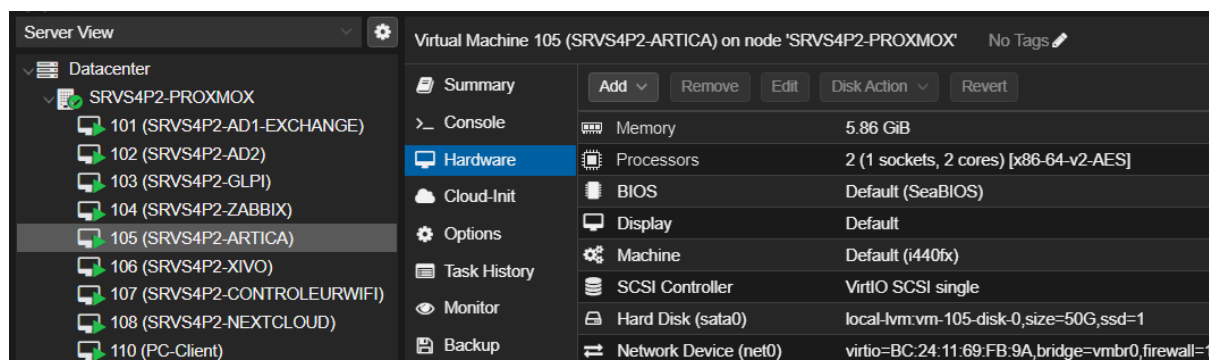 Server View
Datacenter
SRVS4P2-PROXMOX
101 (SRVS4P2-AD1-EXCHANGE)
102 (SRVS4P2-AD2)
103 (SRVS4P2-GLPI)
104 (SRVS4P2-ZABBIX)
105 (SRVS4P2-ARTICA)
106 (SRVS4P2-XIVO)
107 (SRVS4P2-CONTROLEURWIFI)
108 (SRVS4P2-NEXTCLOUD)
110 (PC-Client)
Virtual Machine 105 (SRVS4P2-ARTICA) on node 'SRVS4P2-PROXMOX' No Tags
Summary
>_ Console
Hardware
Cloud-Init
Options
Task History
Monitor
Backup
Add Remove Edit Disk Action Revert
Memory 5.86 GiB
Processors 2 (1 sockets, 2 cores) [x86-64-v2-AES]
BIOS Default (SeaBIOS)
Display Default
Machine Default (i440fx)
SCSI Controller VirtIO SCSI single
Hard Disk (sata0) local-lvm:vm-105-disk-0,size=50G,ssd=1
Network Device (net0) virtio=BC:24:11:69:FB:9A,bridge=vmbr0,firewall=1